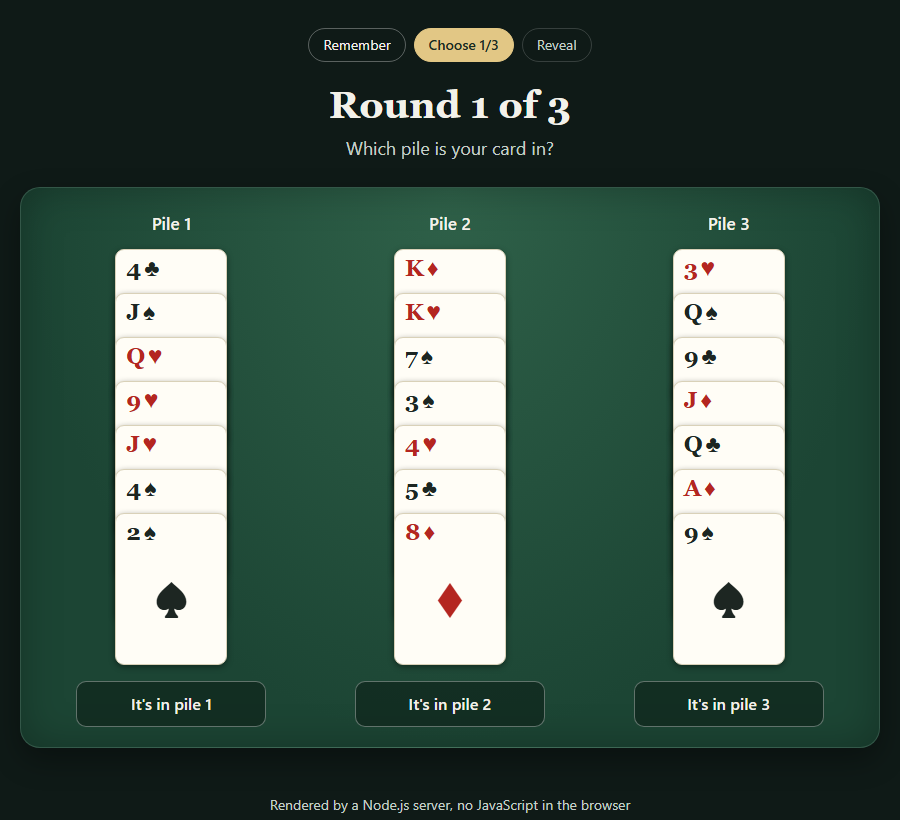 Remember Choose 1/3 Reveal
Round 1 of 3
Which pile is your card in?
Pile 1
4♣
J♠
Q♥
9♥
J♥
4♠
2♠
It's in pile 1
Pile 2
K♦
K♥
7♠
3♠
4♥
5♣
8♦
It's in pile 2
Pile 3
3♥
Q♠
9♣
J♦
Q♣
A♦
9♠
It's in pile 3
Rendered by a Node.js server, no JavaScript in the browser